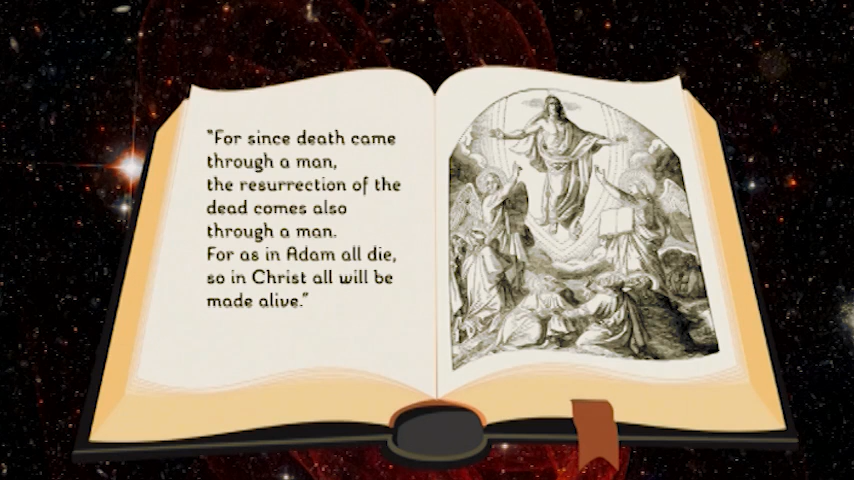 "For since death came
through a man,
the resurrection of the
dead comes also
through a man.
For as in Adam all die,
so in Christ all will be
made alive."